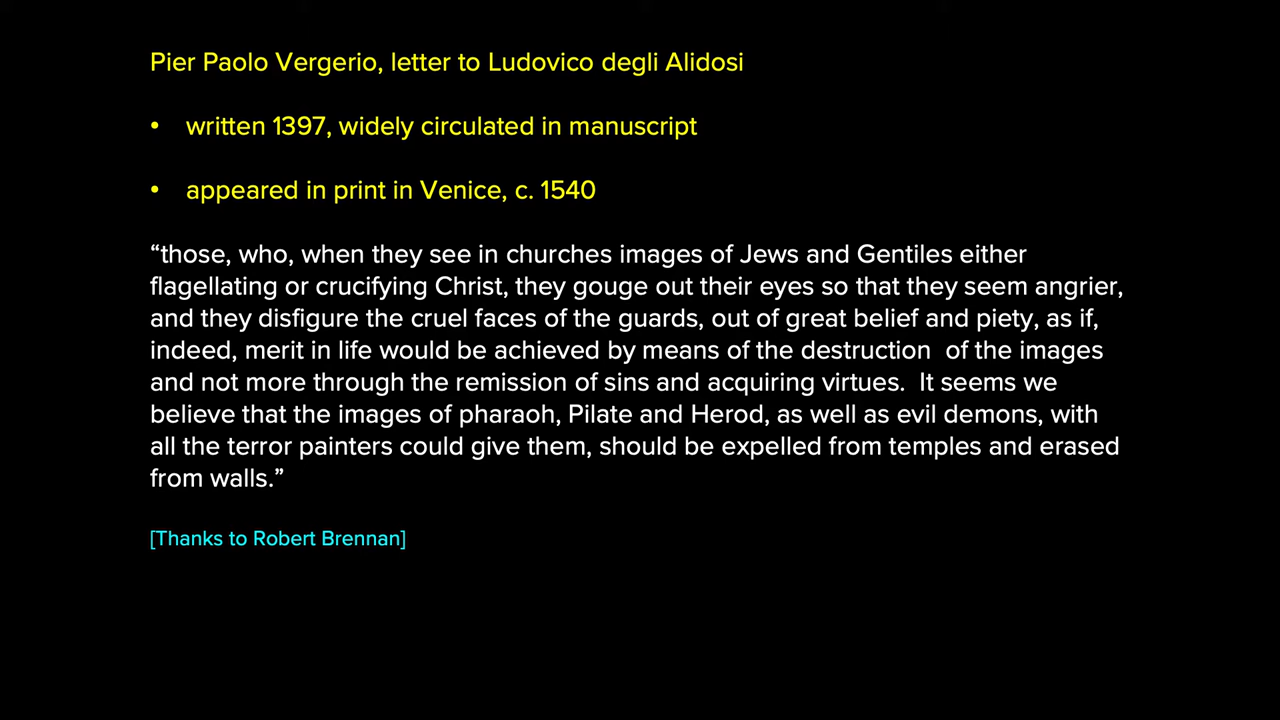 Pier Paolo Vergerio, letter to Ludovico degli Alidosi
• written 1397, widely circulated in manuscript
• appeared in print in Venice, c. 1540
“those, who, when they see in churches images of Jews and Gentiles either
flagellating or crucifying Christ, they gouge out their eyes so that they seem angrier,
and they disfigure the cruel faces of the guards, out of great belief and piety, as if,
indeed, merit in life would be achieved by means of the destruction  of the images
and not more through the remission of sins and acquiring virtues.  It seems we
believe that the images of pharaoh, Pilate and Herod, as well as evil demons, with
all the terror painters could give them, should be expelled from temples and erased
from walls.”
[Thanks to Robert Brennan]